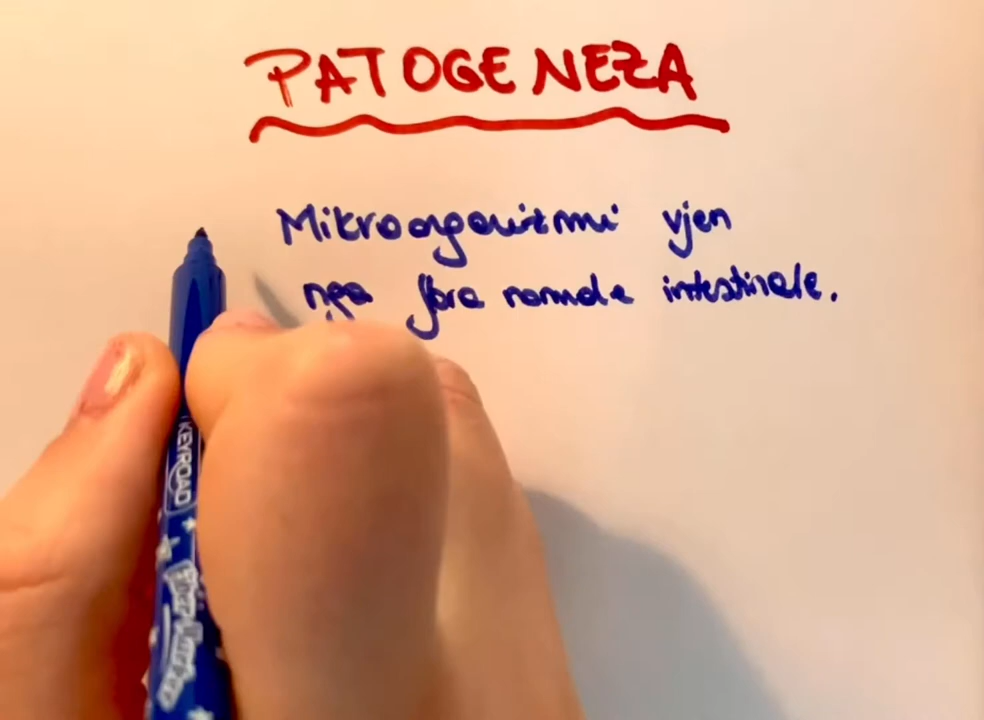 PATOGENEZA
Mikroorganizmi vjen
nga flora normale intestinale.
KEYROAD